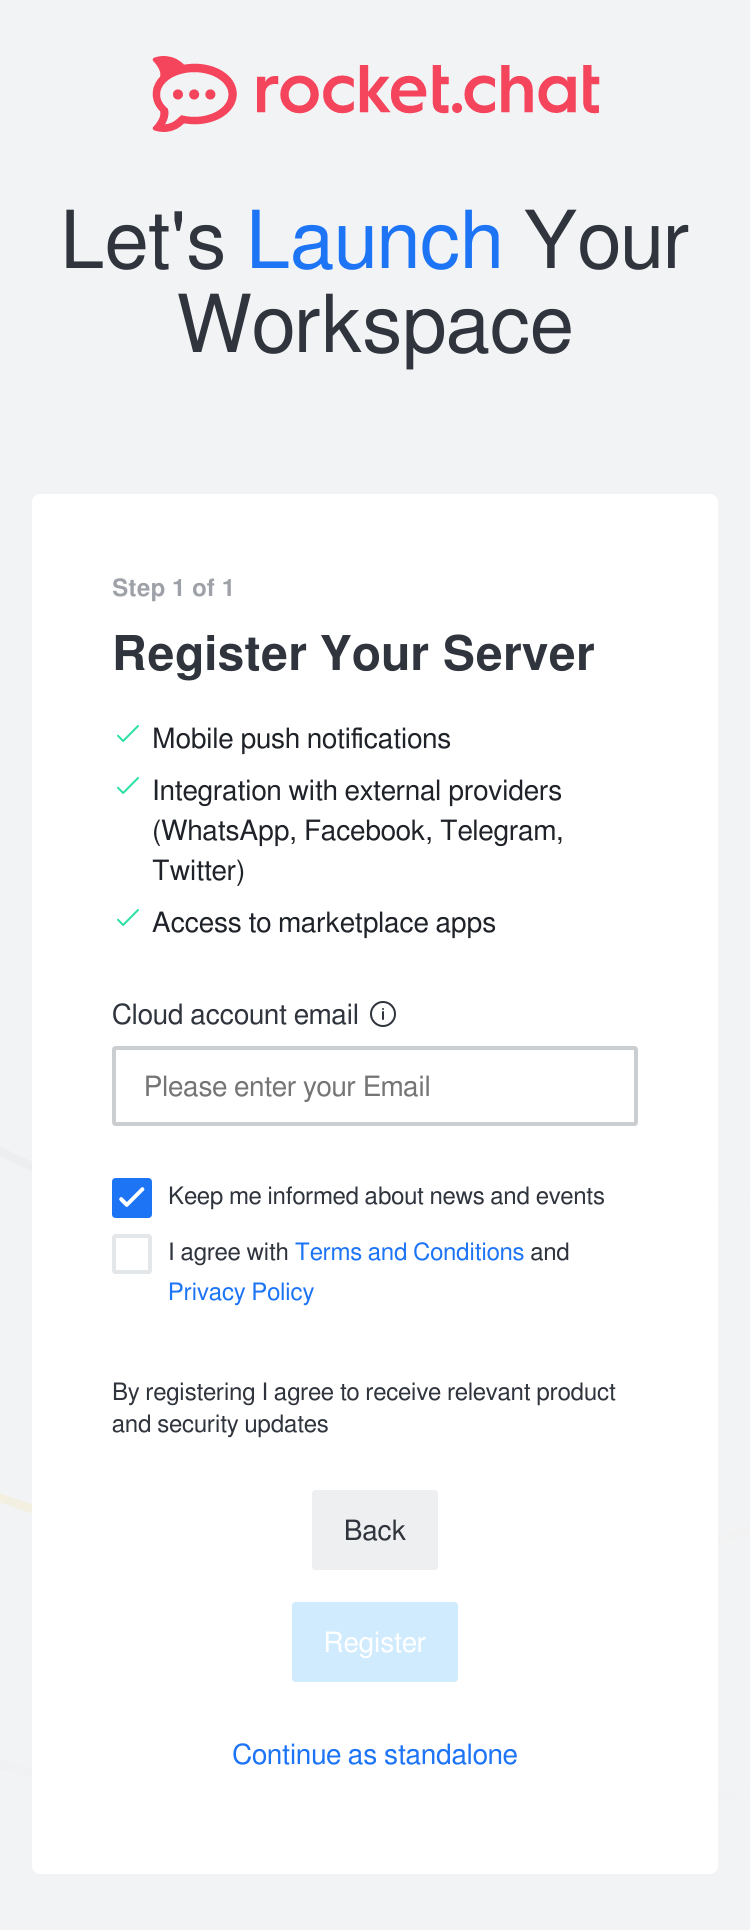 rocket.chat
Let's Launch Your
Workspace
Step 1 of 1
Register Your Server
Mobile push notifications
Integration with external providers
(WhatsApp, Facebook, Telegram,
Twitter)
Access to marketplace apps
Cloud account email
Please enter your Email
Keep me informed about news and events
I agree with Terms and Conditions and
Privacy Policy
By registering I agree to receive relevant product
and security updates
Back
Register
Continue as standalone